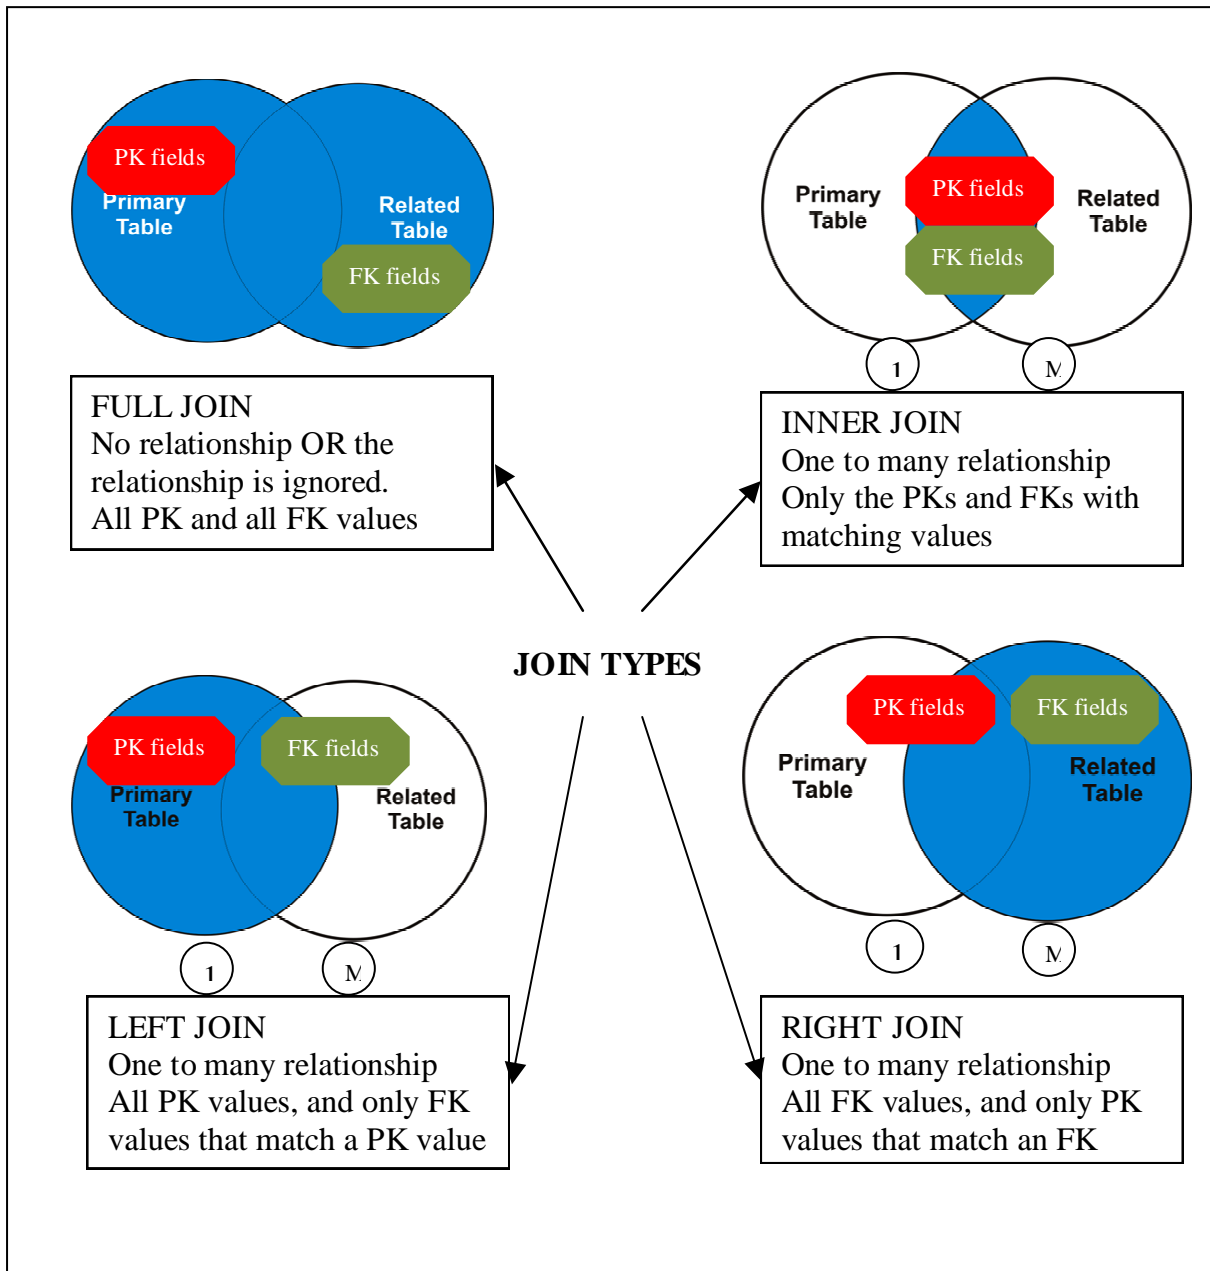 PK fields
Primary
Table
Related
Table
FK fields
FULL JOIN
No relationship OR the
relationship is ignored.
All PK and all FK values
Primary
Table
PK fields
FK fields
Related
Table
1
M
INNER JOIN
One to many relationship
Only the PKs and FKs with
matching values
JOIN TYPES
PK fields
Primary
Table
FK fields
Related
Table
1
M
LEFT JOIN
One to many relationship
All PK values, and only FK
values that match a PK value
PK fields
Primary
Table
FK fields
Related
Table
1
M
RIGHT JOIN
One to many relationship
All FK values, and only PK
values that match an FK